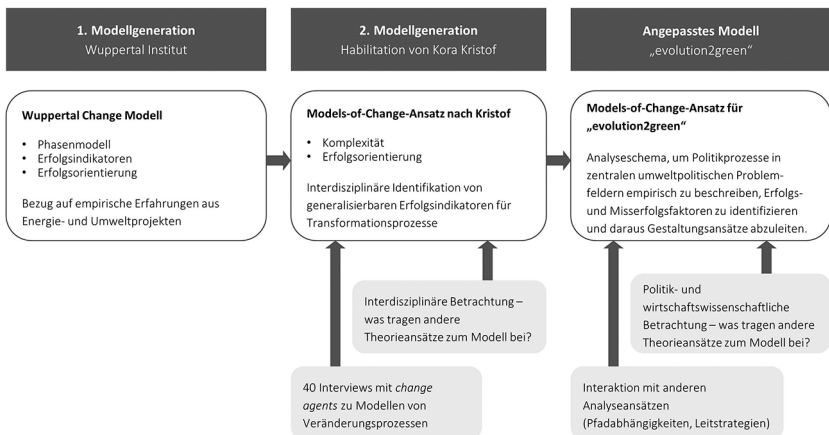 1. Modellgeneration
Wuppertal Institut
2. Modellgeneration
Habilitation von Kora Kristof
Angepasstes Modell
„evolution2green“
Wuppertal Change Modell
• Phasenmodell
• Erfolgsindikatoren
• Erfolgsorientierung
Bezug auf empirische Erfahrungen aus
Energie- und Umweltprojekten
Models-of-Change-Ansatz nach Kristof
• Komplexität
• Erfolgsorientierung
Interdisziplinäre Identifikation von
generalisierbaren Erfolgsindikatoren für
Transformationsprozesse
Models-of-Change-Ansatz für
„evolution2green“
Analyseschema, um Politikprozesse in
zentralen umweltpolitischen Problem-
feldern empirisch zu beschreiben, Erfolgs-
und Misserfolgsfaktoren zu identifizieren
und daraus Gestaltungsansätze abzuleiten.
Interdisziplinäre Betrachtung –
was tragen andere
Theorieansätze zum Modell bei?
40 Interviews mit change
agents zu Modellen von
Veränderungsprozessen
Politik- und
wirtschaftswissenschaftliche
Betrachtung – was tragen andere
Theorieansätze zum Modell bei?
Interaktion mit anderen
Analyseansätzen
(Pfadabhängigkeiten, Leitstrategien)